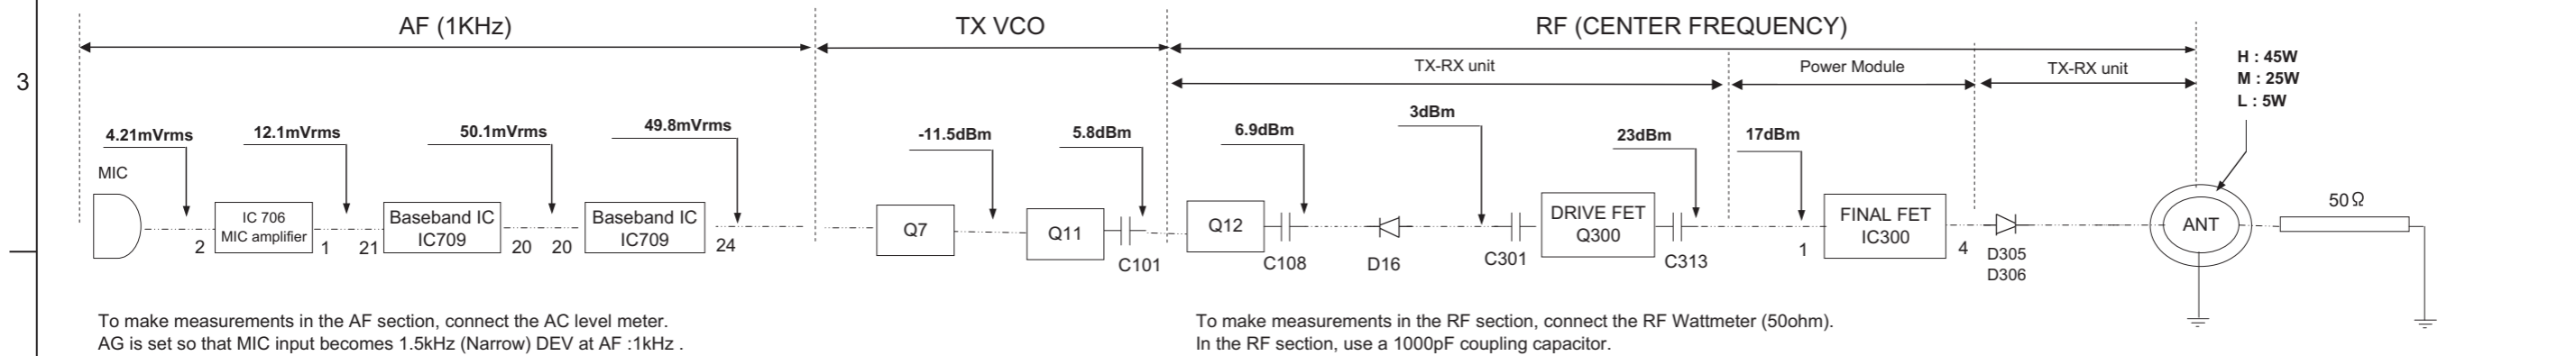 AF (1KHz)
TX VCO
RF (CENTER FREQUENCY)
TX-RX unit
Power Module
TX-RX unit
H : 45W
M : 25W
L : 5W
3
4.21mVrms
12.1mVrms
50.1mVrms
49.8mVrms
-11.5dBm
5.8dBm
6.9dBm
3dBm
23dBm
17dBm
MIC
2
IC 706
MIC amplifier
1
21
Baseband IC
IC709
20
20
Baseband IC
IC709
24
Q7
Q11
C101
Q12
C108
D16
C301
DRIVE FET
Q300
C313
1
FINAL FET
IC300
4
D305
D306
ANT
50Ω
To make measurements in the AF section, connect the AC level meter.
AG is set so that MIC input becomes 1.5kHz (Narrow) DEV at AF :1kHz .
To make measurements in the RF section, connect the RF Wattmeter (50ohm).
In the RF section, use a 1000pF coupling capacitor.